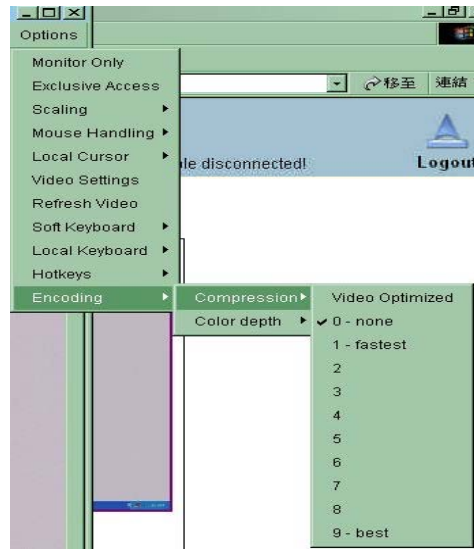 Options
Monitor Only
Exclusive Access
Scaling
移至 連結
Mouse Handling
Local Cursor
le disconnected!
Logout
Video Settings
Refresh Video
Soft Keyboard
Local Keyboard
Hotkeys
Encoding
Compression
Video Optimized
Color depth
0 - none
1 - fastest
2
3
4
5
6
7
8
9 - best